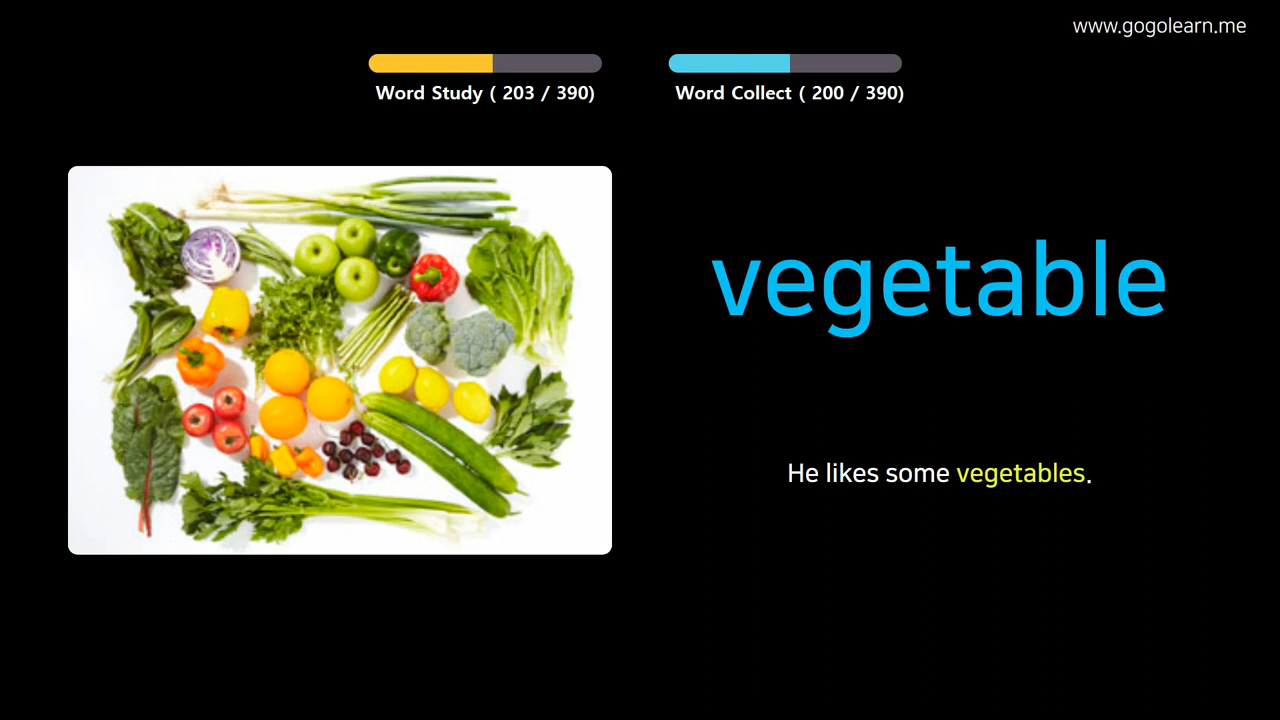 www.gogolearn.me
Word Study ( 203 / 390)
Word Collect ( 200 / 390)
vegetable
He likes some vegetables.